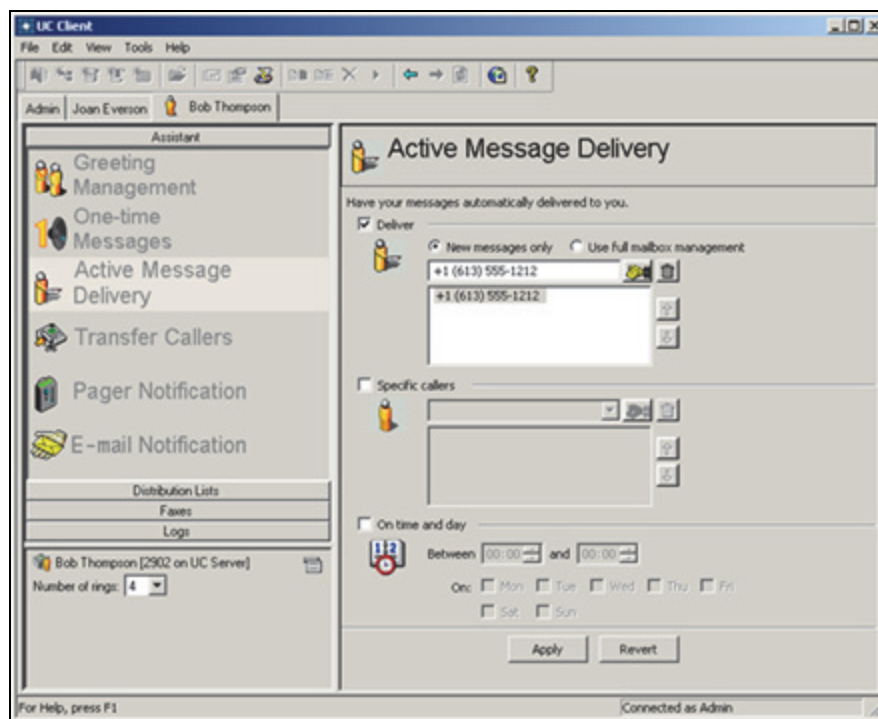 UC Client
File Edit View Tools Help
Admin Joan Everson Bob Thompson
Assistant
Greeting
Management
One-time
Messages
Active Message
Delivery
Transfer Callers
Pager Notification
E-mail Notification
Distribution Lists
Faxes
Logs
Bob Thompson [2902 on UC Server]
Number of rings: 4
Active Message Delivery
Have your messages automatically delivered to you.
Deliver
New messages only Use full mailbox management
+1 (613) 555-1212
+1 (613) 555-1212
Specific callers
On time and day
Between 00:00 and 00:00
On: Mon Tue Wed Thu Fri
Sat Sun
Apply Revert
For Help, press F1 Connected as Admin